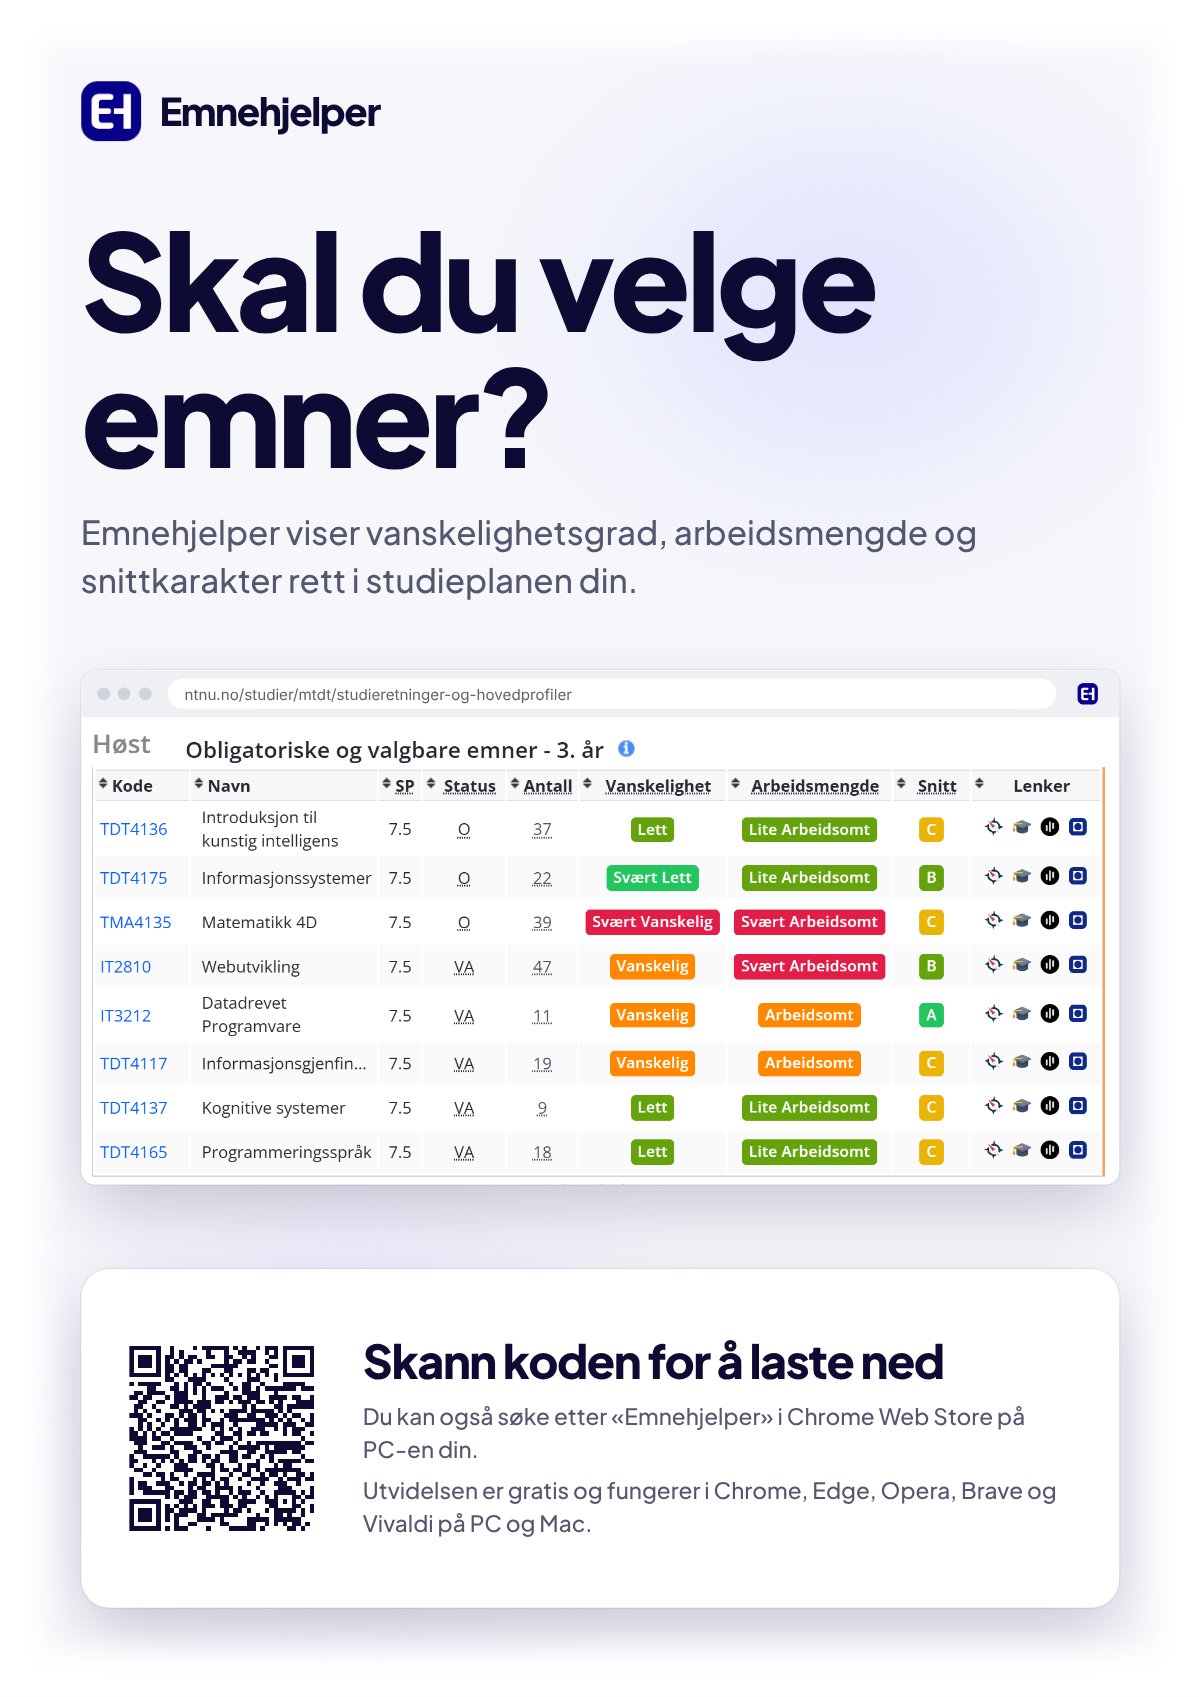 EH Emnehjelper
Skal du velge
emner?
Emnehjelper viser vanskelighetsgrad, arbeidsmengde og
snittkarakter rett i studieplanen din.
ntnu.no/studier/mtdt/studieretninger-og-hovedprofiler EH
Høst Obligatoriske og valgbare emner - 3. år i
Kode Navn SP Status Antall Vanskelighet Arbeidsmengde Snitt Lenker
TDT4136 Introduksjon til kunstig intelligens 7.5 O 37 Lett Lite Arbeidsomt C
TDT4175 Informasjonssystemer 7.5 O 22 Svært Lett Lite Arbeidsomt B
TMA4135 Matematikk 4D 7.5 O 39 Svært Vanskelig Svært Arbeidsomt C
IT2810 Webutvikling 7.5 VA 47 Vanskelig Svært Arbeidsomt B
IT3212 Datadrevet Programvare 7.5 VA 11 Vanskelig Arbeidsomt A
TDT4117 Informasjonsgjenfin... 7.5 VA 19 Vanskelig Arbeidsomt C
TDT4137 Kognitive systemer 7.5 VA 9 Lett Lite Arbeidsomt C
TDT4165 Programmeringsspråk 7.5 VA 18 Lett Lite Arbeidsomt C
Skann koden for å laste ned
Du kan også søke etter «Emnehjelper» i Chrome Web Store på
PC-en din.
Utvidelsen er gratis og fungerer i Chrome, Edge, Opera, Brave og
Vivaldi på PC og Mac.